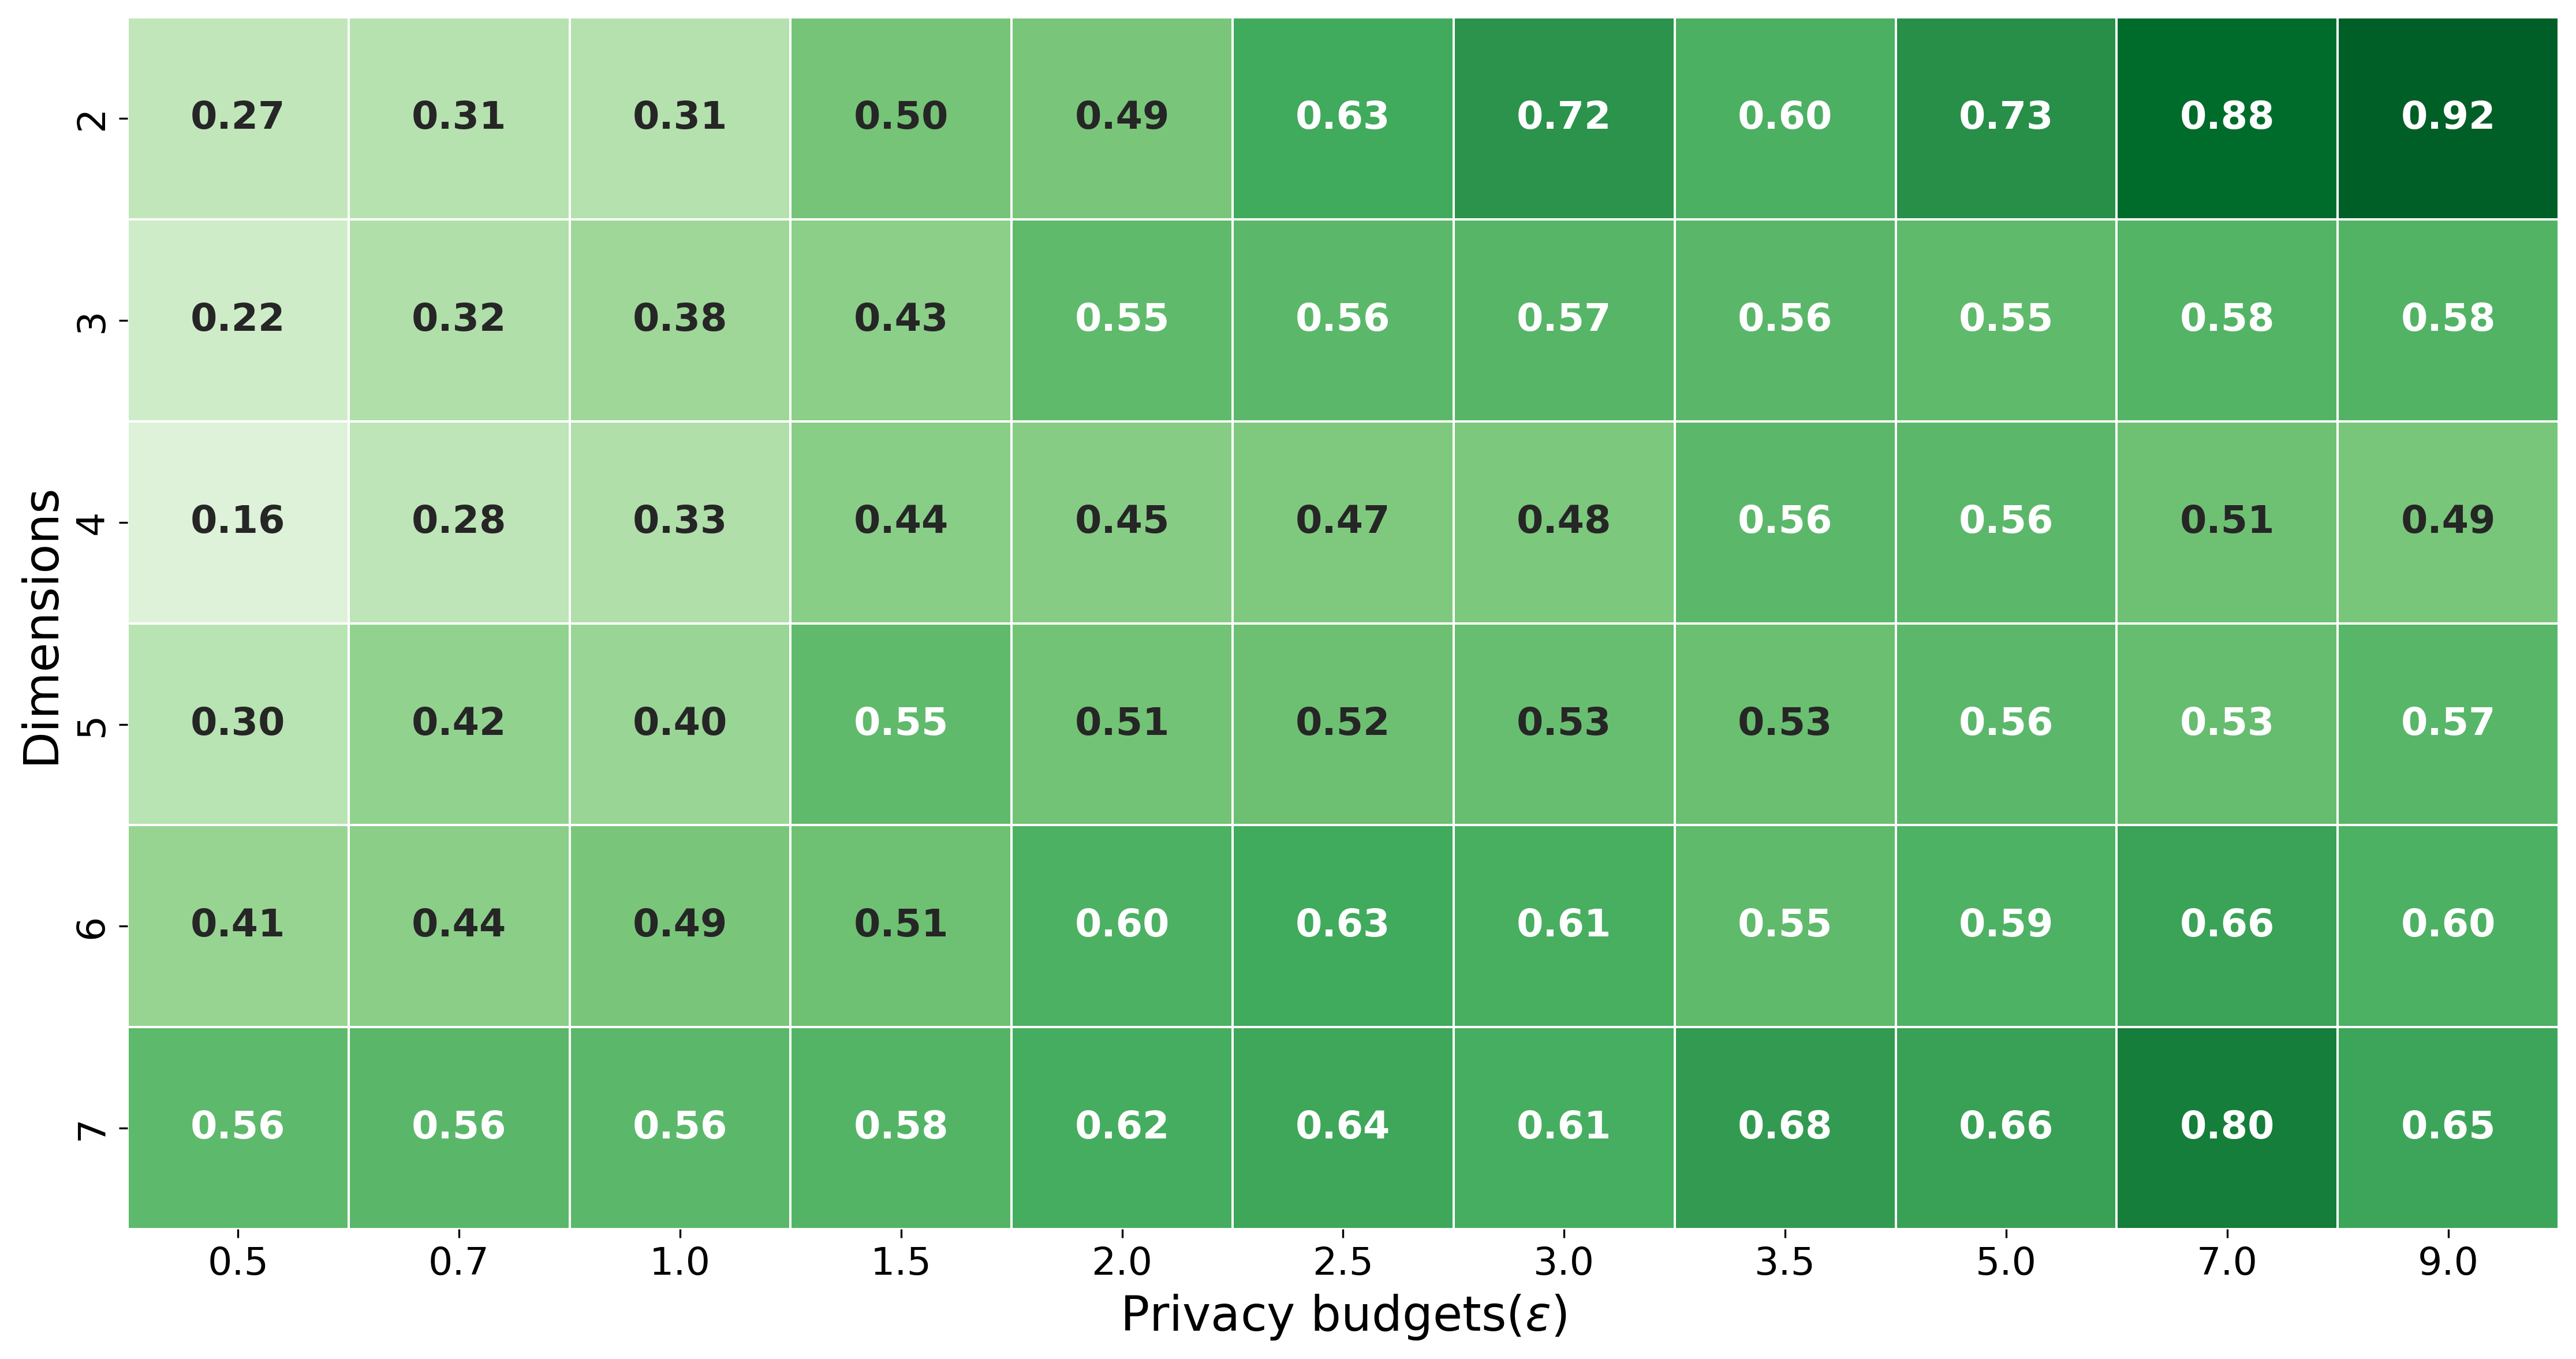 2 0.27 0.31 0.31 0.50 0.49 0.63 0.72 0.60 0.73 0.88 0.92
3 0.22 0.32 0.38 0.43 0.55 0.56 0.57 0.56 0.55 0.58 0.58
4 0.16 0.28 0.33 0.44 0.45 0.47 0.48 0.56 0.56 0.51 0.49
5 0.30 0.42 0.40 0.55 0.51 0.52 0.53 0.53 0.56 0.53 0.57
6 0.41 0.44 0.49 0.51 0.60 0.63 0.61 0.55 0.59 0.66 0.60
7 0.56 0.56 0.56 0.58 0.62 0.64 0.61 0.68 0.66 0.80 0.65
0.5 0.7 1.0 1.5 2.0 2.5 3.0 3.5 5.0 7.0 9.0
Dimensions
Privacy budgets(ε)